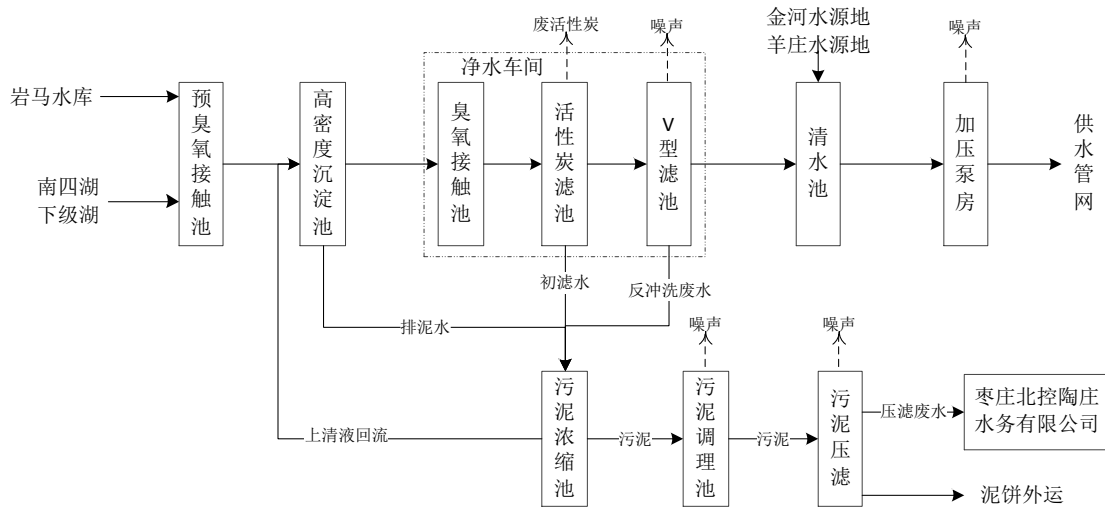 废活性炭
噪声
金河水源地
羊庄水源地
噪声
净水车间
岩马水库
南四湖
下级湖
预臭氧接触池
高密度沉淀池
臭氧接触池
活性炭滤池
V型滤池
清水池
加压泵房
供水管网
初滤水
反冲洗废水
排泥水
噪声
噪声
上清液回流
污泥浓缩池
污泥
污泥调理池
污泥
污泥压滤
压滤废水
枣庄北控陶庄
水务有限公司
泥饼外运